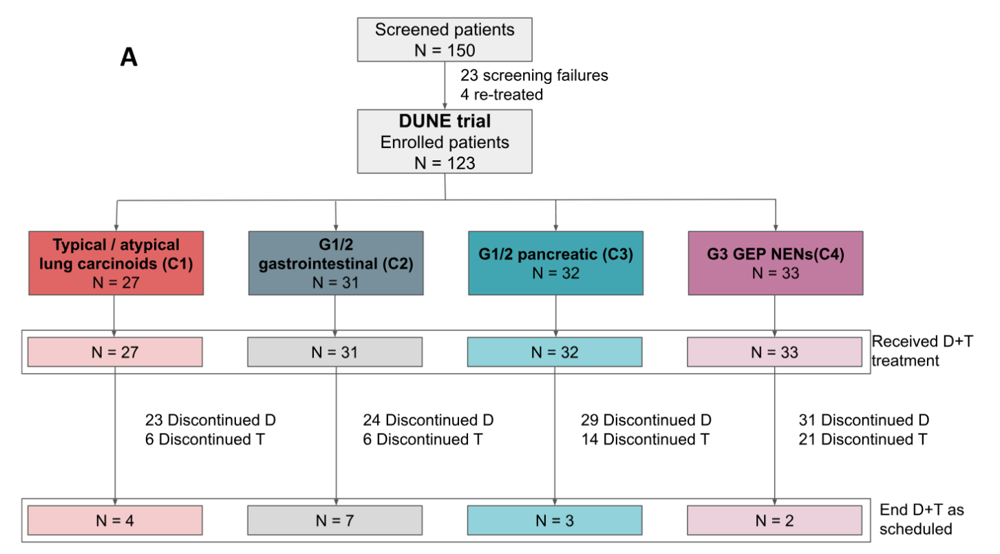 A
Screened patients
N = 150
23 screening failures
4 re-treated
DUNE trial
Enrolled patients
N = 123
Typical / atypical
lung carcinoids (C1)
N = 27
G1/2
gastrointestinal (C2)
N = 31
G1/2 pancreatic (C3)
N = 32
G3 GEP NENs(C4)
N = 33
N = 27
N = 31
N = 32
N = 33
Received D+T
treatment
23 Discontinued D
6 Discontinued T
24 Discontinued D
6 Discontinued T
29 Discontinued D
14 Discontinued T
31 Discontinued D
21 Discontinued T
N = 4
N = 7
N = 3
N = 2
End D+T as
scheduled